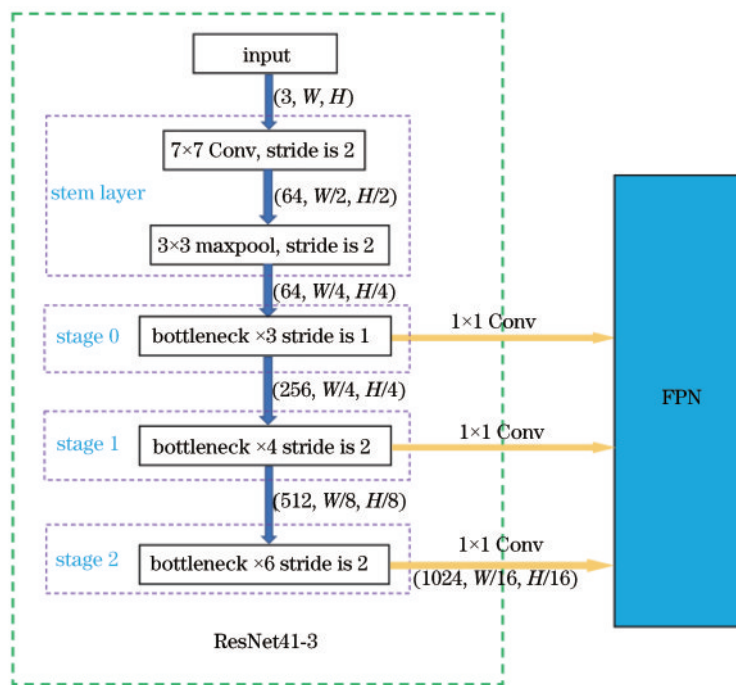 input
(3, W, H)
stem layer
7×7 Conv, stride is 2
(64, W/2, H/2)
3×3 maxpool, stride is 2
(64, W/4, H/4)
stage 0
bottleneck ×3 stride is 1
1×1 Conv
(256, W/4, H/4)
FPN
stage 1
bottleneck ×4 stride is 2
1×1 Conv
(512, W/8, H/8)
stage 2
bottleneck ×6 stride is 2
1×1 Conv
(1024, W/16, H/16)
ResNet41-3